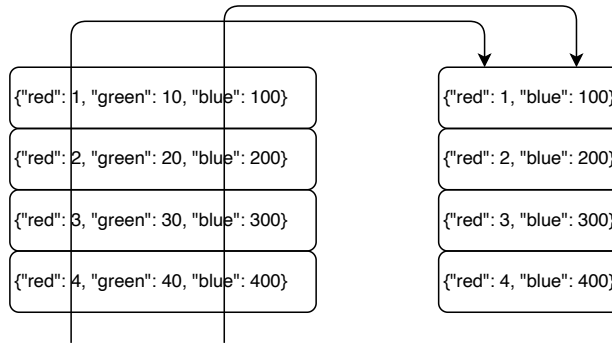 {"red": 1, "green": 10, "blue": 100}
{"red": 2, "green": 20, "blue": 200}
{"red": 3, "green": 30, "blue": 300}
{"red": 4, "green": 40, "blue": 400}
{"red": 1, "blue": 100}
{"red": 2, "blue": 200}
{"red": 3, "blue": 300}
{"red": 4, "blue": 400}